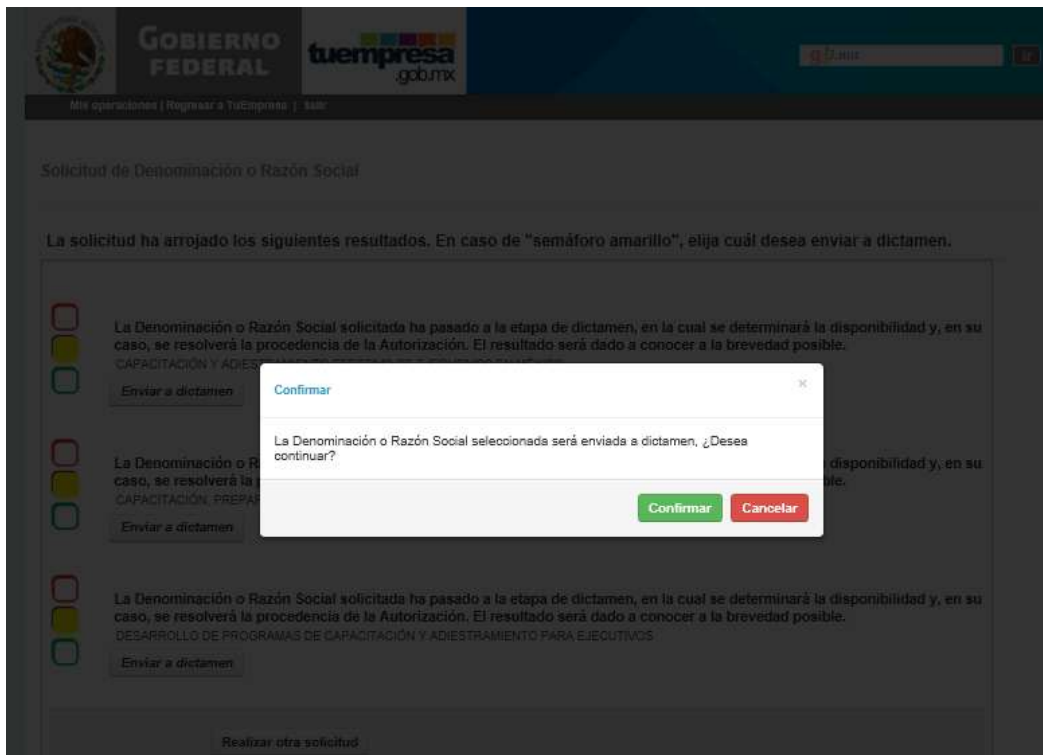 GOBIERNO
FEDERAL
tuempresa
.gob.mx
gob.mx
Ir
Mis operaciones | Regresar a TuEmpresa | Salir
Solicitud de Denominación o Razón Social
La solicitud ha arrojado los siguientes resultados. En caso de "semáforo amarillo", elija cuál desea enviar a dictamen.
La Denominación o Razón Social solicitada ha pasado a la etapa de dictamen, en la cual se determinará la disponibilidad y, en su
caso, se resolverá la procedencia de la Autorización. El resultado será dado a conocer a la brevedad posible.
CAPACITACIÓN Y ADIEST
Enviar a dictamen
Confirmar
×
La Denominación o Razón Social seleccionada será enviada a dictamen, ¿Desea
continuar?
Confirmar
Cancelar
La Denominación o R disponibilidad y, en su
caso, se resolverá la p ble.
CAPACITACIÓN, PREPAR
Enviar a dictamen
La Denominación o Razón Social solicitada ha pasado a la etapa de dictamen, en la cual se determinará la disponibilidad y, en su
caso, se resolverá la procedencia de la Autorización. El resultado será dado a conocer a la brevedad posible.
DESARROLLO DE PROGRAMAS DE CAPACITACIÓN Y ADIESTRAMIENTO PARA EJECUTIVOS
Enviar a dictamen
Realizar otra solicitud